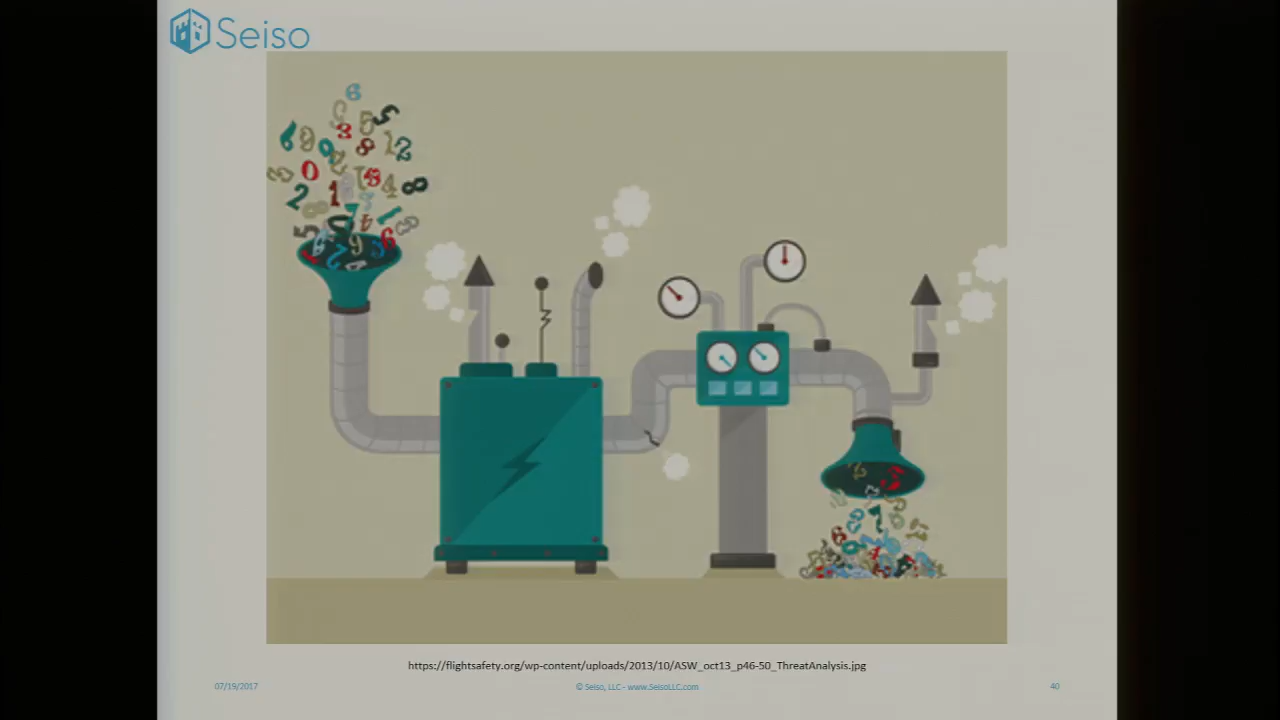 Seiso
https://flightsafety.org/wp-content/uploads/2013/10/ASW_oct13_p46-50_ThreatAnalysis.jpg
07/19/2017
© Seiso, LLC - www.SeisoLLC.com
40